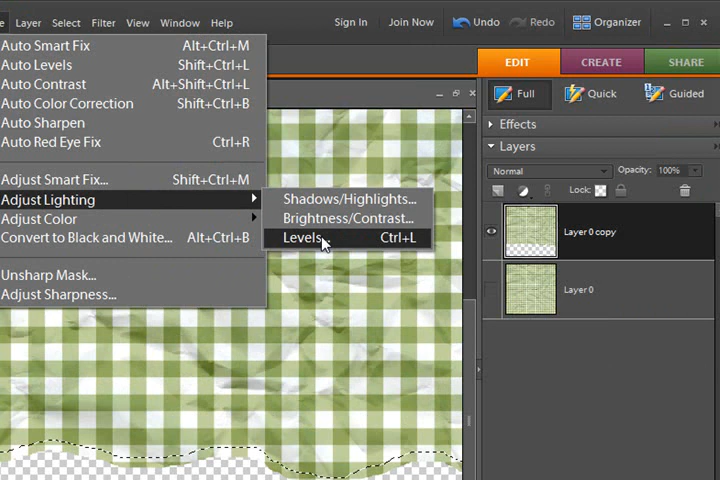 e Layer Select Filter View Window Help Sign In Join Now Undo Redo Organizer
Auto Smart Fix Alt+Ctrl+M
Auto Levels Shift+Ctrl+L
Auto Contrast Alt+Shift+Ctrl+L
Auto Color Correction Shift+Ctrl+B
Auto Sharpen
Auto Red Eye Fix Ctrl+R
Adjust Smart Fix... Shift+Ctrl+M
Adjust Lighting
Adjust Color
Convert to Black and White... Alt+Ctrl+B
Unsharp Mask...
Adjust Sharpness...
Shadows/Highlights...
Brightness/Contrast...
Levels... Ctrl+L
EDIT CREATE SHARE
Full Quick Guided
Effects
Layers
Normal Opacity: 100%
Lock:
Layer 0 copy
Layer 0